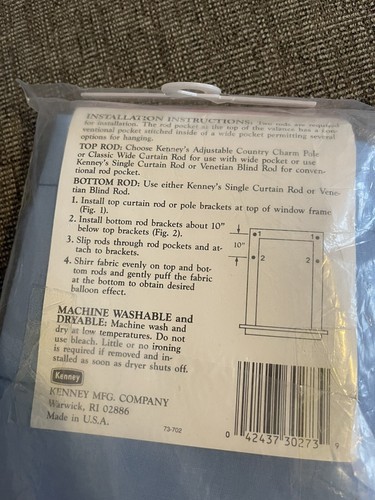 INSTALLATION INSTRUCTIONS: Two rods are required
for installation. The rod pocket at the top of the valance has a con-
ventional pocket stitched inside of a wide pocket permitting several
options for hanging.
TOP ROD: Choose Kenney's Adjustable Country Charm Pole
or Classic Wide Curtain Rod for use with wide pocket or use
Kenney's Single Curtain Rod or Venetian Blind Rod for conven-
tional rod pocket.
BOTTOM ROD: Use either Kenney's Single Curtain Rod or Vene-
tian Blind Rod.
1. Install top curtain rod or pole brackets at top of window frame
(Fig. 1).
2. Install bottom rod brackets about 10"
below top brackets (Fig. 2).
3. Slip rods through rod pockets and at-
tach to brackets.
4. Shirr fabric evenly on top and bot-
tom rods and gently puff the fabric
at the bottom to obtain desired
balloon effect.
1 1
10"
2 2
MACHINE WASHABLE and
DRYABLE: Machine wash and
dry at low temperatures. Do not
use bleach. Little or no ironing
is required if removed and in-
stalled as soon as dryer shuts off.
Kenney
KENNEY MFG. COMPANY
Warwick, RI 02886
Made in U.S.A.
73-702
0 42437 30273 9